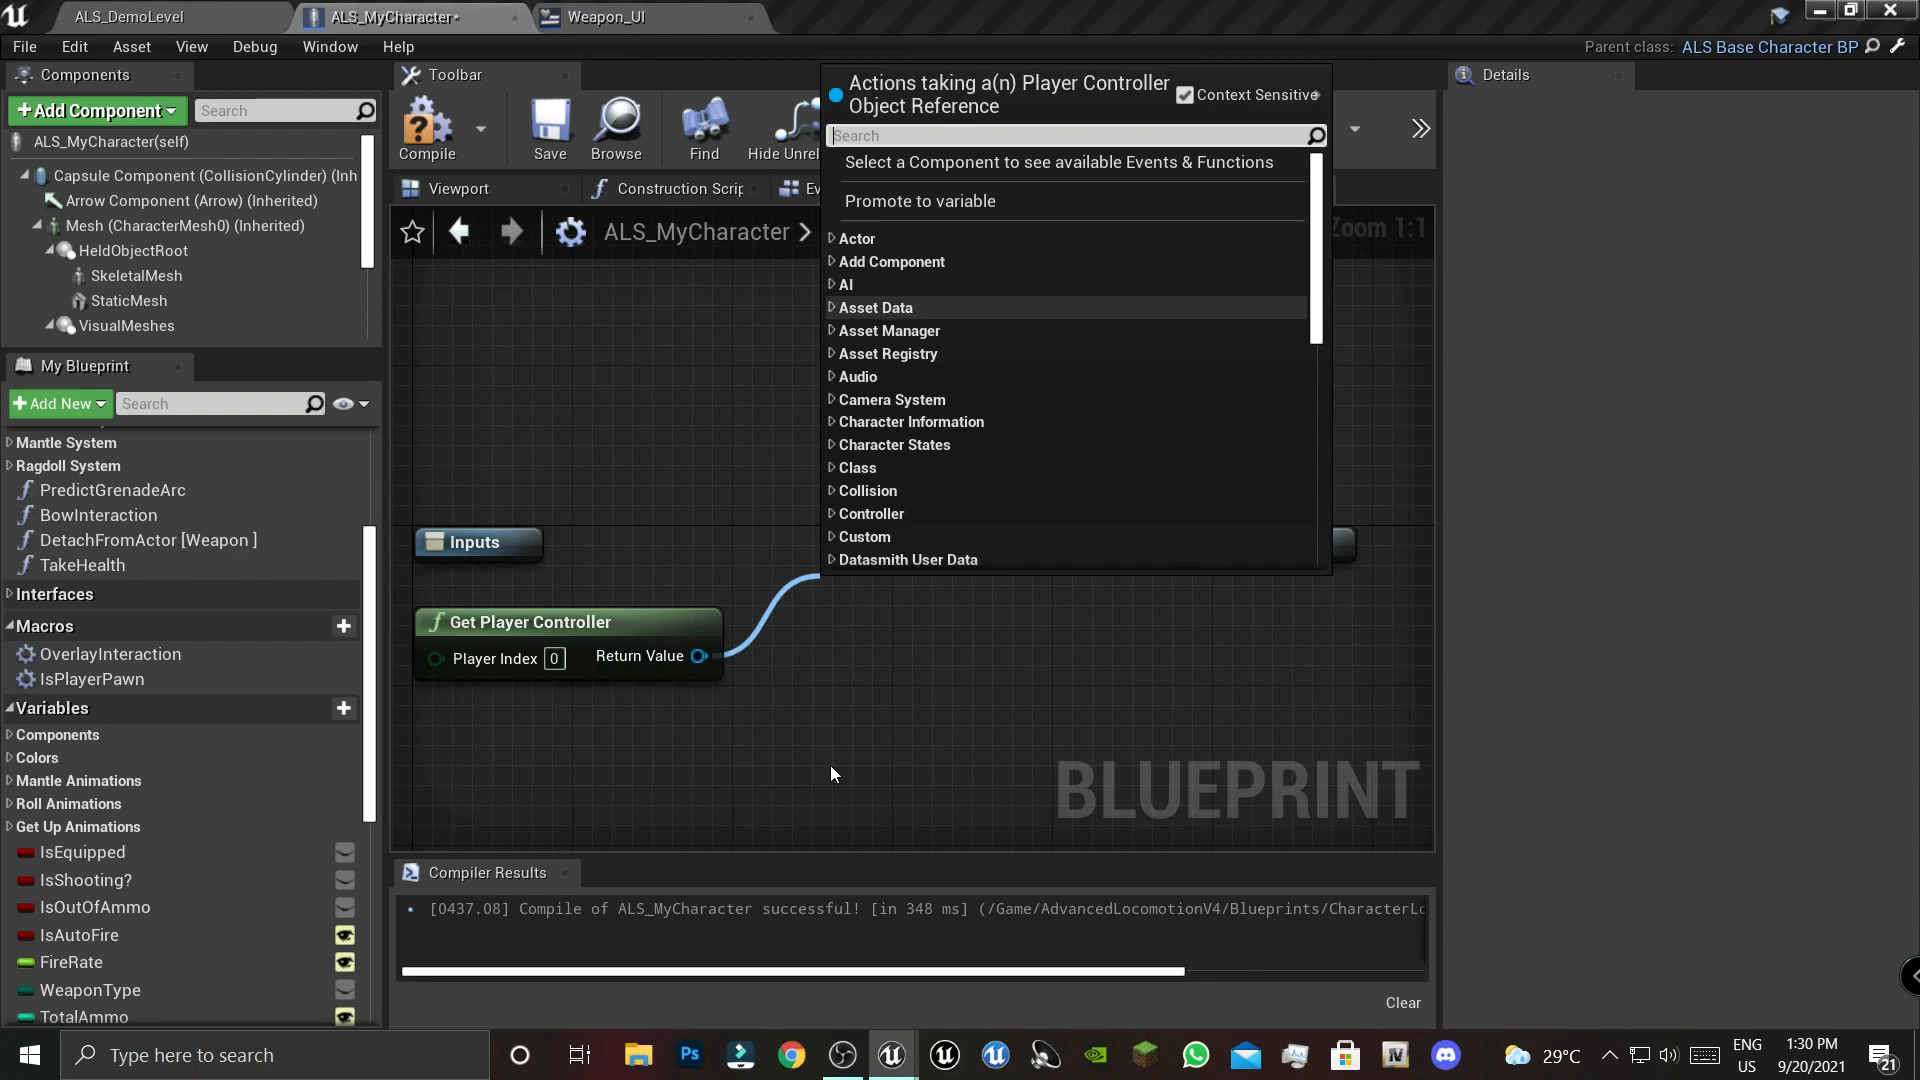 ALS_DemoLevel
ALS_MyCharacter*
Weapon_UI
File Edit Asset View Debug Window Help
Parent class: ALS Base Character BP
Components
+Add Component
Search
ALS_MyCharacter(self)
Capsule Component (CollisionCylinder) (Inh
Arrow Component (Arrow) (Inherited)
Mesh (CharacterMesh0) (Inherited)
HeldObjectRoot
SkeletalMesh
StaticMesh
VisualMeshes
My Blueprint
+Add New
Search
Mantle System
Ragdoll System
PredictGrenadeArc
BowInteraction
DetachFromActor [Weapon ]
TakeHealth
Interfaces
Macros
OverlayInteraction
IsPlayerPawn
Variables
Components
Colors
Mantle Animations
Roll Animations
Get Up Animations
IsEquipped
IsShooting?
IsOutOfAmmo
IsAutoFire
FireRate
WeaponType
TotalAmmo
Toolbar
Compile
Save
Browse
Find
Hide Unrel
Viewport
Construction Scrip
Ev
ALS_MyCharacter
Zoom 1:1
Actions taking a(n) Player Controller
Object Reference
Context Sensitive
Search
Select a Component to see available Events & Functions
Promote to variable
Actor
Add Component
AI
Asset Data
Asset Manager
Asset Registry
Audio
Camera System
Character Information
Character States
Class
Collision
Controller
Custom
Datasmith User Data
Inputs
Get Player Controller
Player Index 0
Return Value
BLUEPRINT
Compiler Results
[0437.08] Compile of ALS_MyCharacter successful! [in 348 ms] (/Game/AdvancedLocomotionV4/Blueprints/CharacterLo
Clear
Details
Type here to search
Ps
IV
29°C
ENG
US
1:30 PM
9/20/2021
21